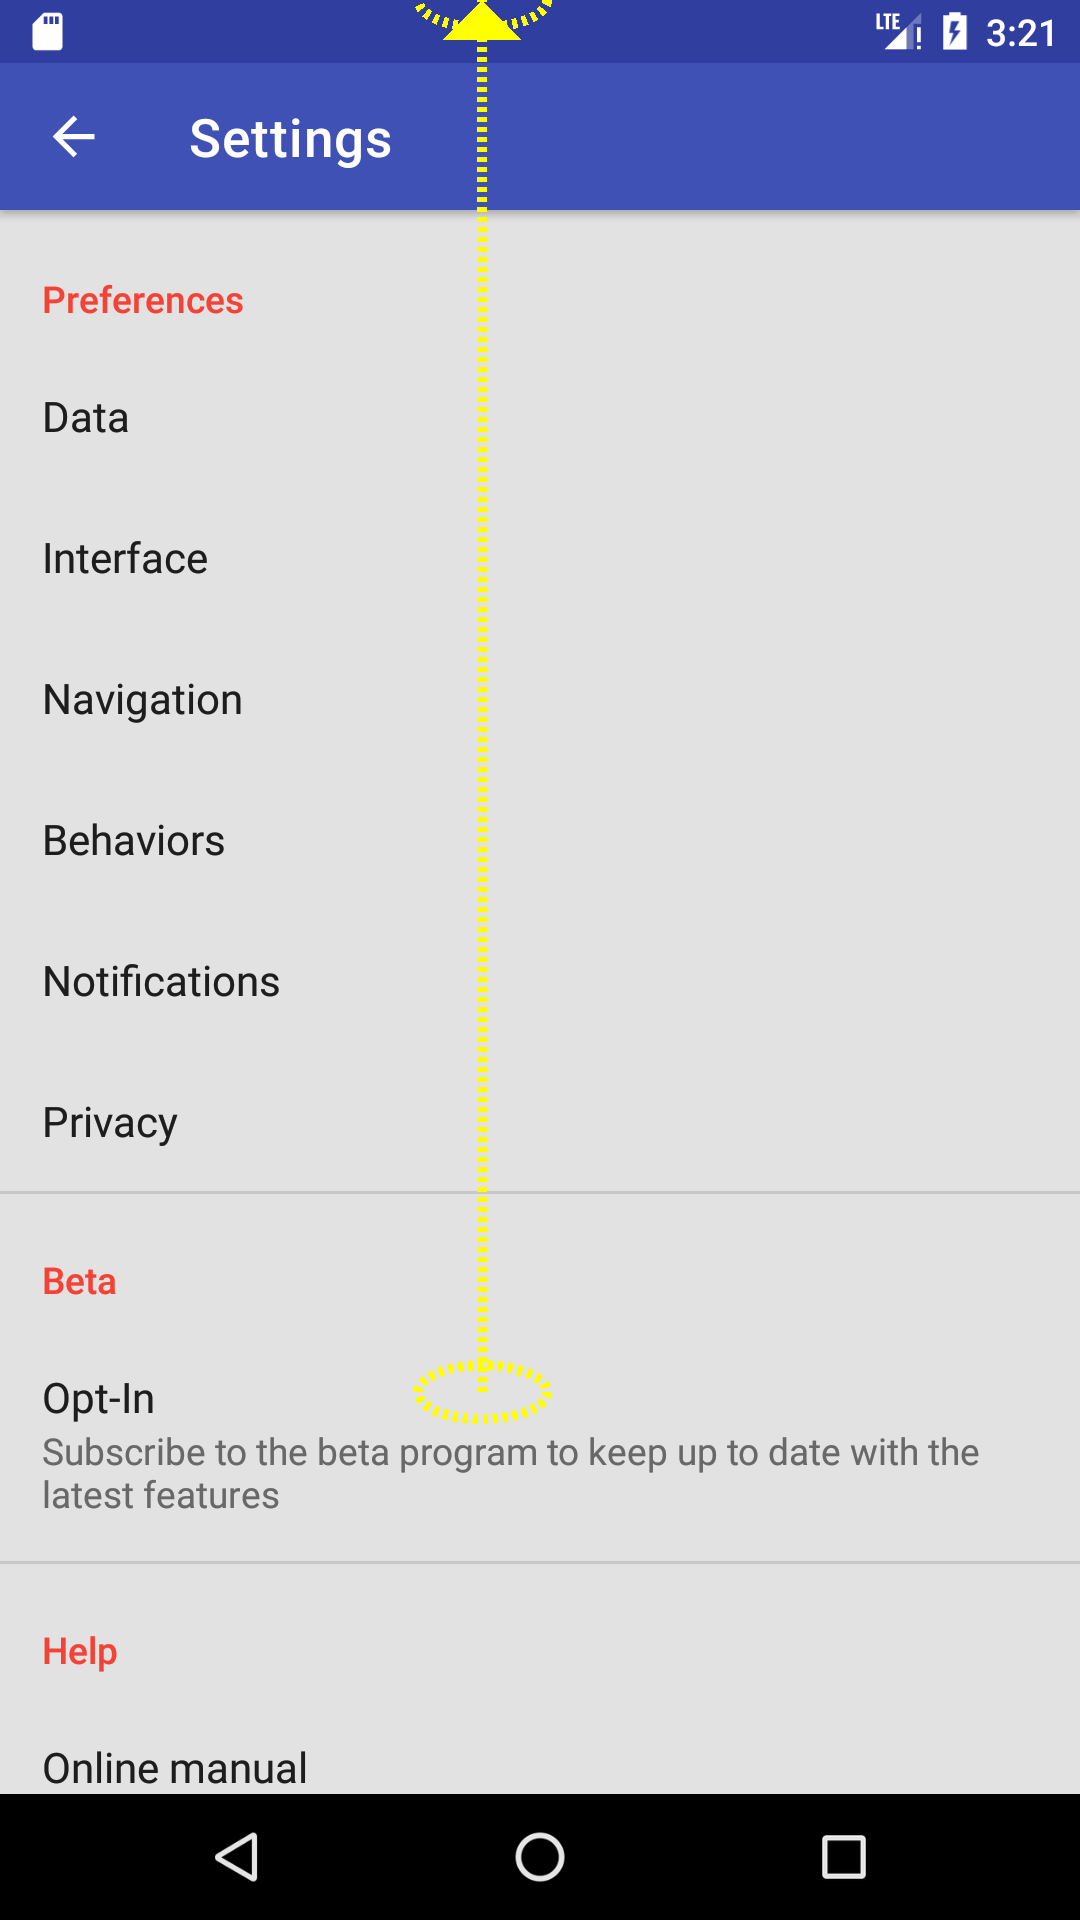 LTE 3:21
Settings
Preferences
Data
Interface
Navigation
Behaviors
Notifications
Privacy
Beta
Opt-In
Subscribe to the beta program to keep up to date with the
latest features
Help
Online manual